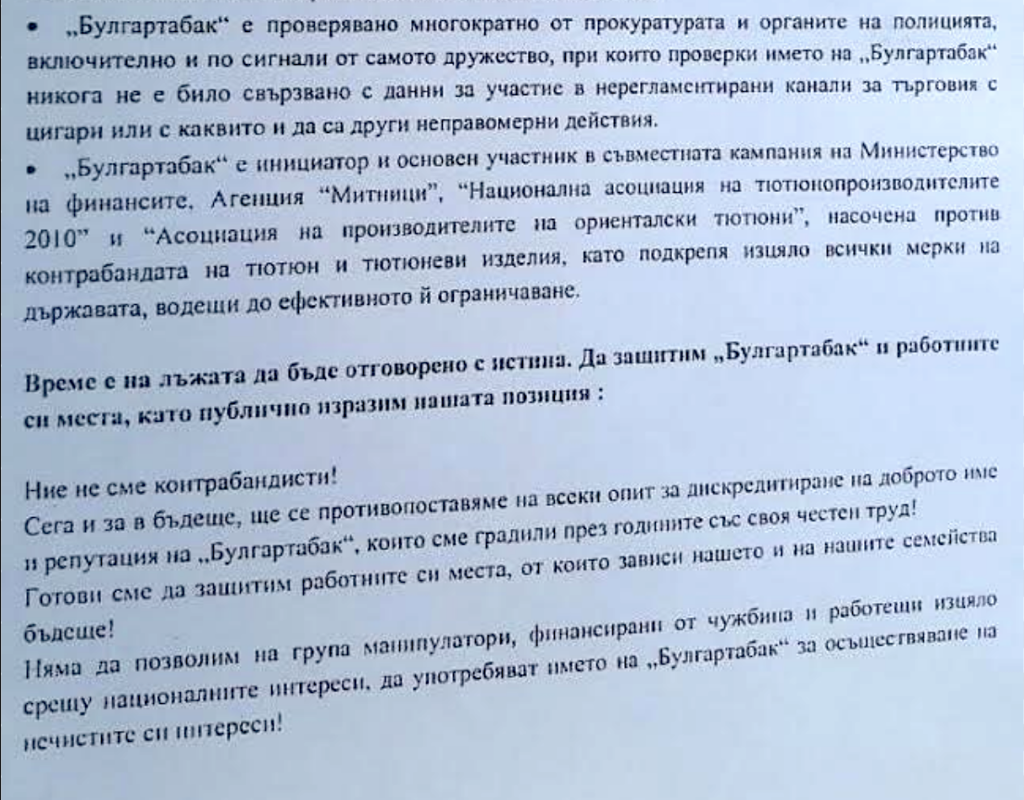 • „Булгартабак“ е проверявано многократно от прокуратурата и органите на полицията,
включително и по сигнали от самото дружество, при които проверки името на „Булгартабак“
никога не е било свързвано с данни за участие в нерегламентирани канали за търговия с
цигари или с каквито и да са други неправомерни действия.
• „Булгартабак“ е инициатор и основен участник в съвместната кампания на Министерство
на финансите, Агенция “Митници”, “Национална асоциация на тютюнопроизводителите
2010” и “Асоциация на производителите на ориенталски тютюни”, насочена против
контрабандата на тютюн и тютюневи изделия, като подкрепя изцяло всички мерки на
държавата, водещи до ефективното й ограничаване.
Време е на лъжата да бъде отговорено с истина. Да защитим „Булгартабак“ и работните
си места, като публично изразим нашата позиция :
Ние не сме контрабандисти!
Сега и за в бъдеще, ще се противопоставяме на всеки опит за дискредитиране на доброто име
и репутация на „Булгартабак“, които сме градили през годините със своя честен труд!
Готови сме да защитим работните си места, от които зависи нашето и на нашите семейства
бъдеще!
Няма да позволим на група манипулатори, финансирани от чужбина и работещи изцяло
срещу националните интереси, да употребяват името на „Булгартабак“ за осъществяване на
нечистите си интереси!